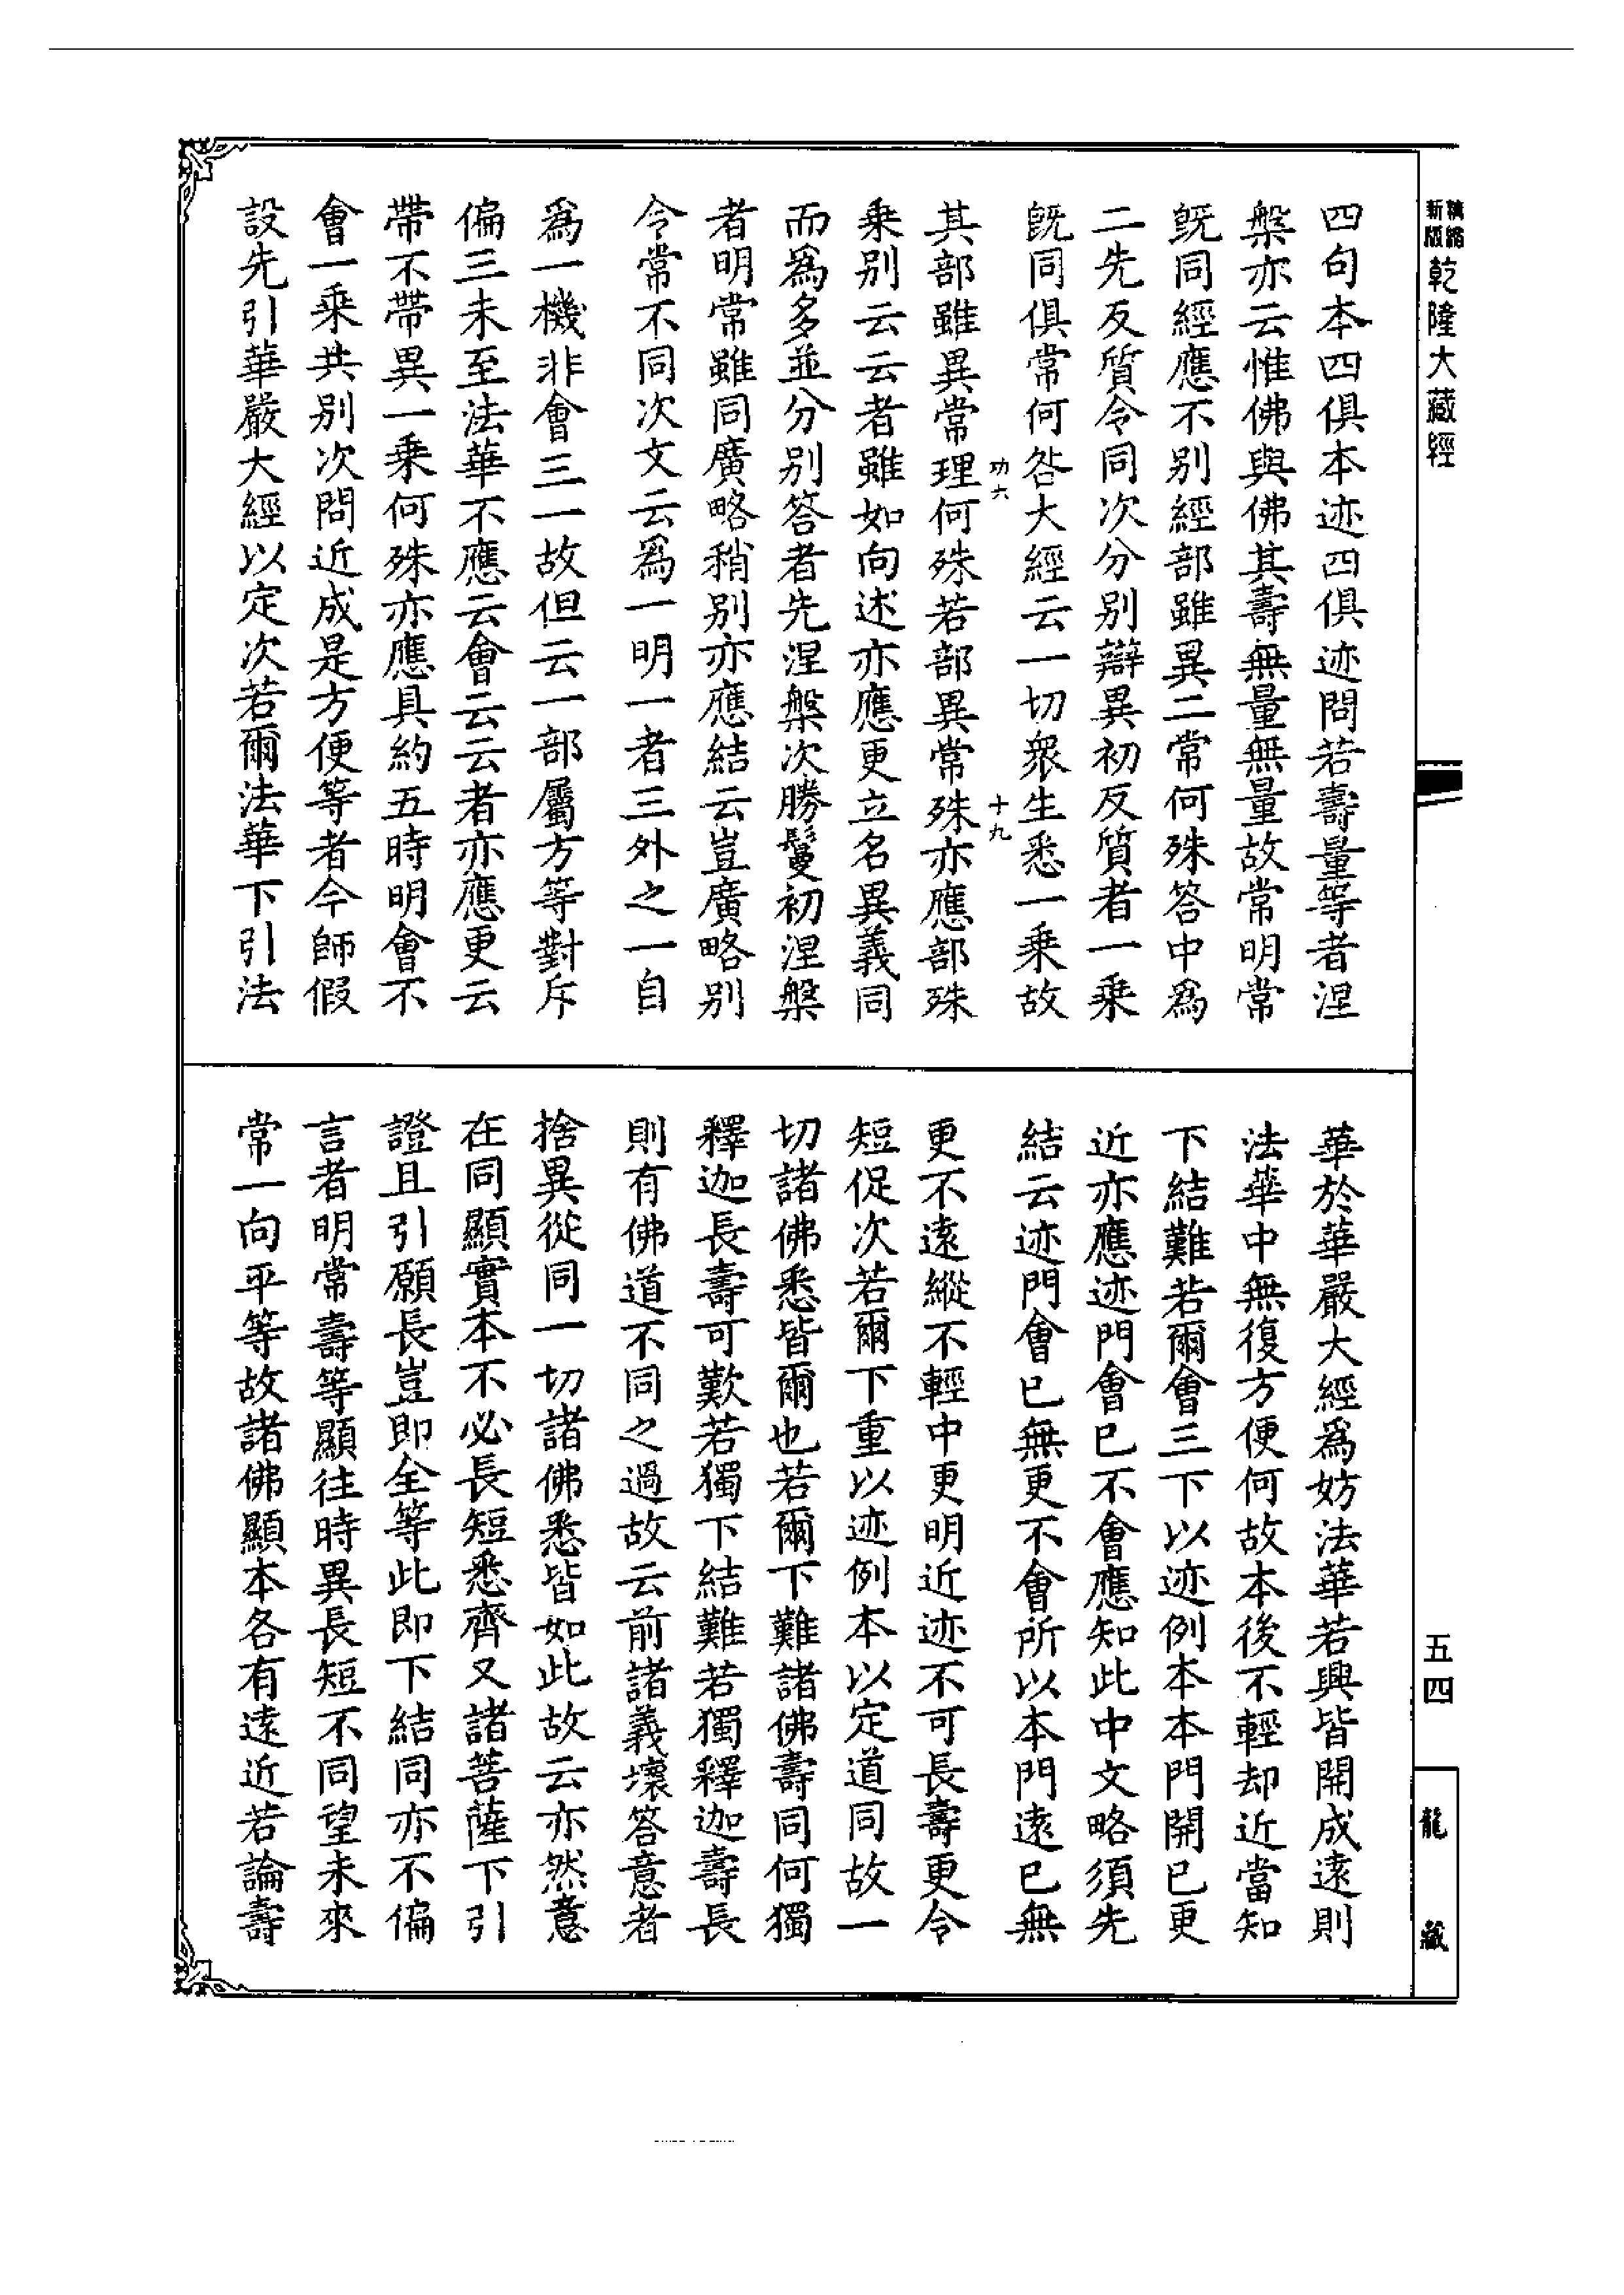 新版精縮乾隆大藏經
四句本四俱本迹四俱迹問若壽量等者涅
槃亦云惟佛與佛其壽無量無量故常明常
旣同經應不別經部雖異二常何殊答中爲
二先反質令同次分別辯異初反質者一乘
旣同俱常何咎大經云一切衆生悉一乘故
功六
十九
其部雖異常理何殊若部異常殊亦應部殊
乘別云云者雖如向述亦應更立名異義同
而爲多並分別答者先涅槃次勝鬘初涅槃
者明常雖同廣略稍別亦應結云豈廣略別
令常不同次文云爲一明一者三外之一自
爲一機非會三一故但云一部屬方等對斥
偏三未至法華不應云會云云者亦應更云
帶不帶異一乘何殊亦應具約五時明會不
會一乘共別次問近成是方便等者今師假
設先引華嚴大經以定次若爾法華下引法
華於華嚴大經爲妨法華若興皆開成遠則
法華中無復方便何故本後不輕却近當知
下結難若爾會三下以迹例本本門開已更
近亦應迹門會已不會應知此中文略須先
結云迹門會已無更不會所以本門遠已無
更不遠縱不輕中更明近迹不可長壽更令
短促次若爾下重以迹例本以定道同故一
切諸佛悉皆爾也若爾下難諸佛壽同何獨
釋迦長壽可歎若獨下結難若獨釋迦壽長
則有佛道不同之過故云前諸義壞答意者
捨異從同一切諸佛悉皆如此故云亦然意
在同顯實本不必長短悉齊又諸菩薩下引
證且引願長豈即全等此即下結同亦不偏
言者明常壽等顯往時異長短不同望未來
常一向平等故諸佛顯本各有遠近若論壽
五四
龍藏